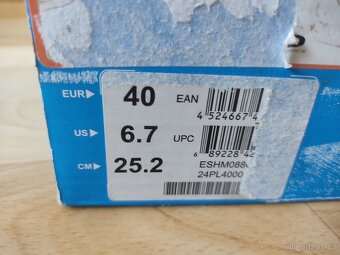 EUR▶ 40 EAN
4 524667 4
US▶ 6.7 UPC
6 89228 42
CM▶ 25.2
ESHM088
24PL4000